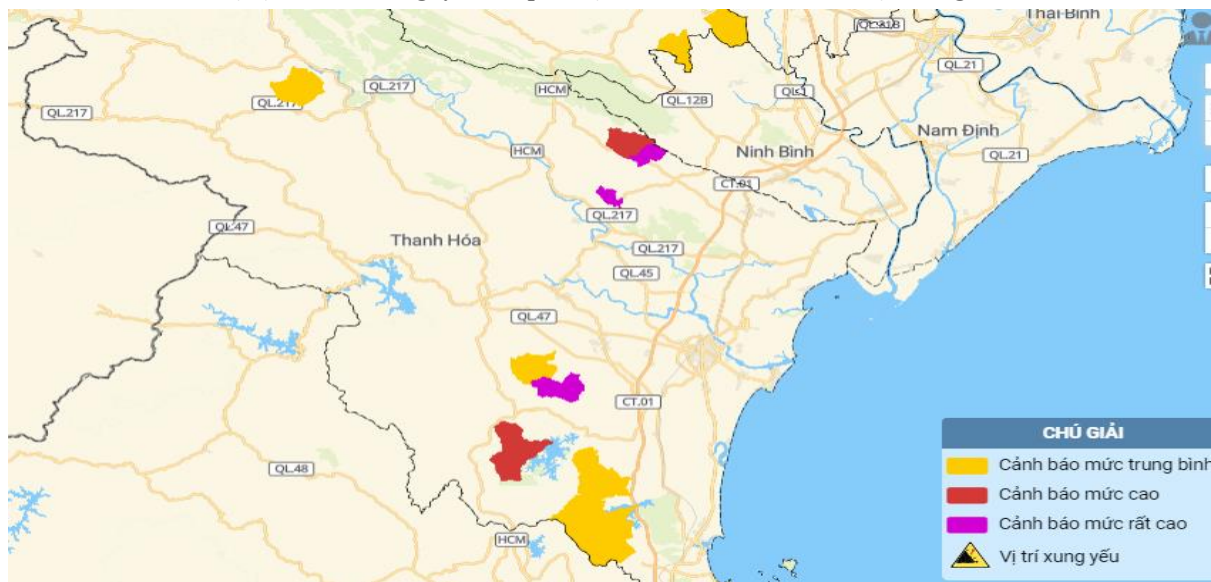 Thái Bình
QL.21B
QL.21
QL.217
QL.217
QL.217
HCM
QL.12B
QL.1
Nam Định
QL.21
HCM
Ninh Bình
CT.01
QL.217
QL.47
Thanh Hóa
QL.217
QL.45
QL.47
CT.01
QL.48
HCM
CHÚ GIẢI
Cảnh báo mức trung bình
Cảnh báo mức cao
Cảnh báo mức rất cao
Vị trí xung yếu